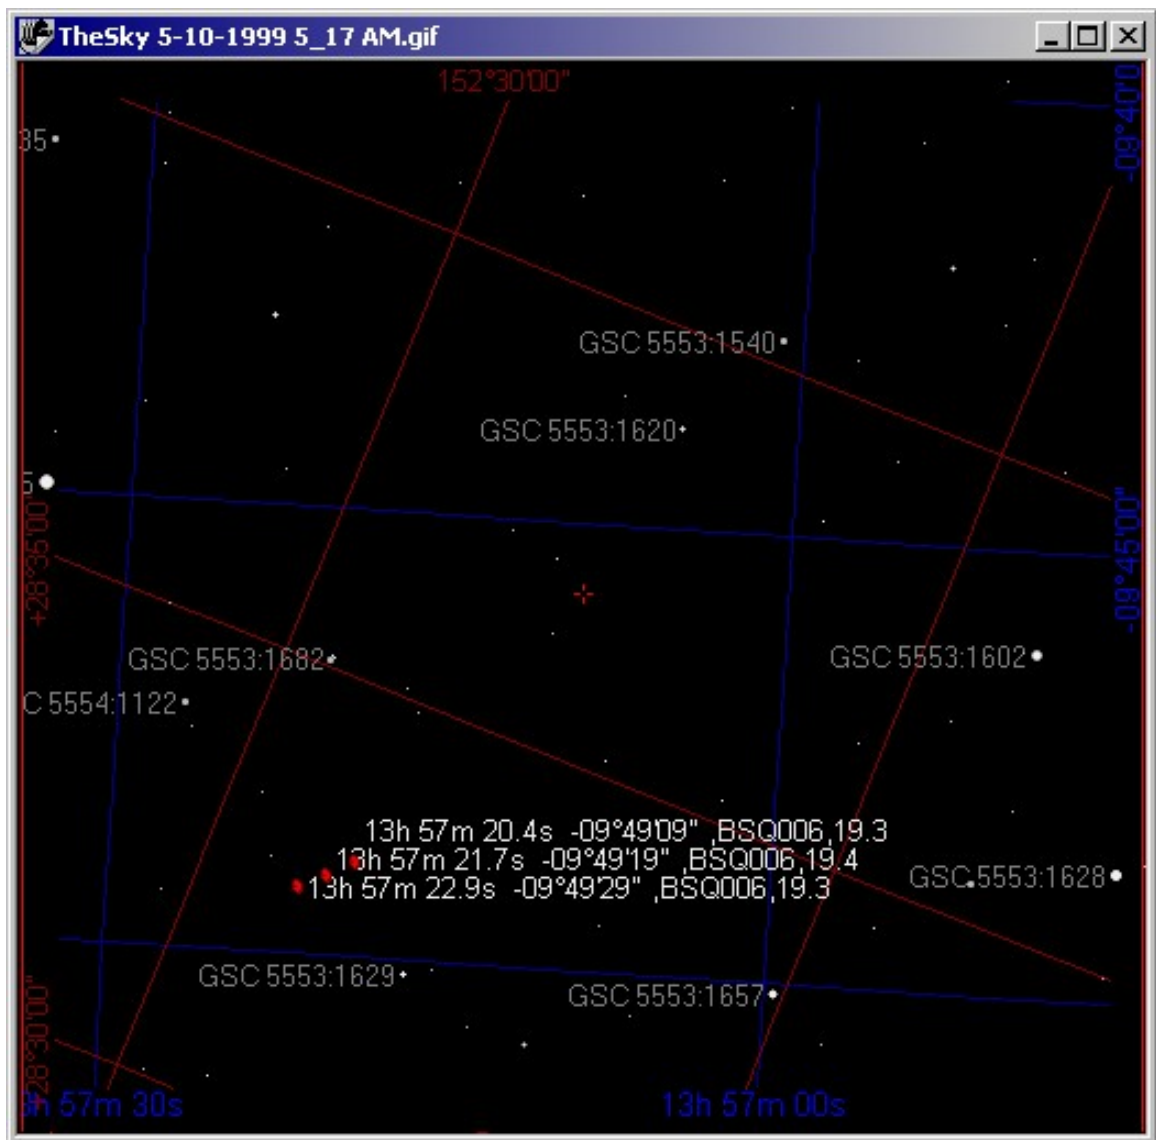 TheSky 5-10-1999 5_17 AM.gif
152°30'00"
-09°40'0
35
GSC 5553:1540
GSC 5553:1620
5
+28°35'00"
-09°45'00"
GSC 5553:1682
GSC 5553:1602
C 5554:1122
13h 57m 20.4s -09°49'09" ,BSQ006,19.3
13h 57m 21.7s -09°49'19" ,BSQ006,19.4
GSC 5553:1628
13h 57m 22.9s -09°49'29" ,BSQ006,19.3
GSC 5553:1629
GSC 5553:1657
+28°30'00"
3h 57m 30s
13h 57m 00s